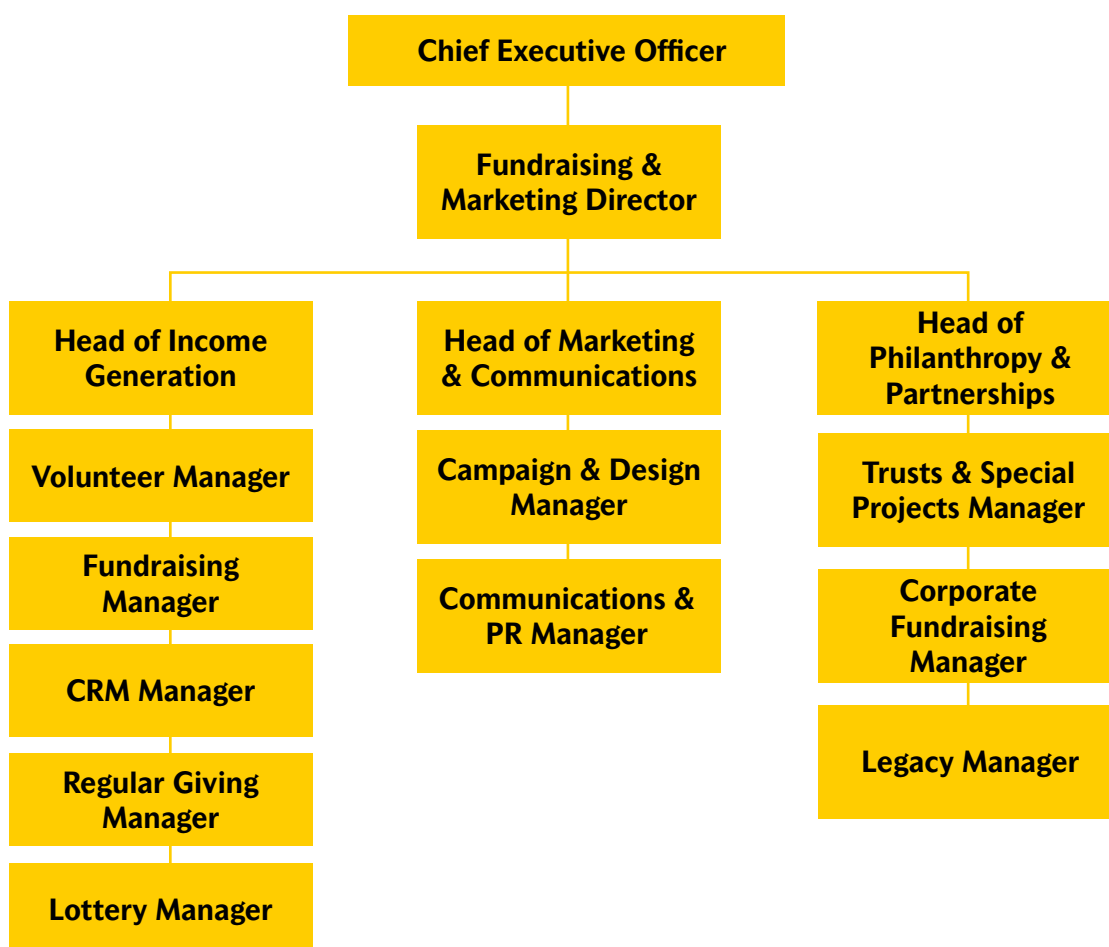 Chief Executive Officer
Fundraising &
Marketing Director
Head of Income
Generation
Volunteer Manager
Fundraising
Manager
CRM Manager
Regular Giving
Manager
Lottery Manager
Head of Marketing
& Communications
Campaign & Design
Manager
Communications &
PR Manager
Head of
Philanthropy &
Partnerships
Trusts & Special
Projects Manager
Corporate
Fundraising
Manager
Legacy Manager